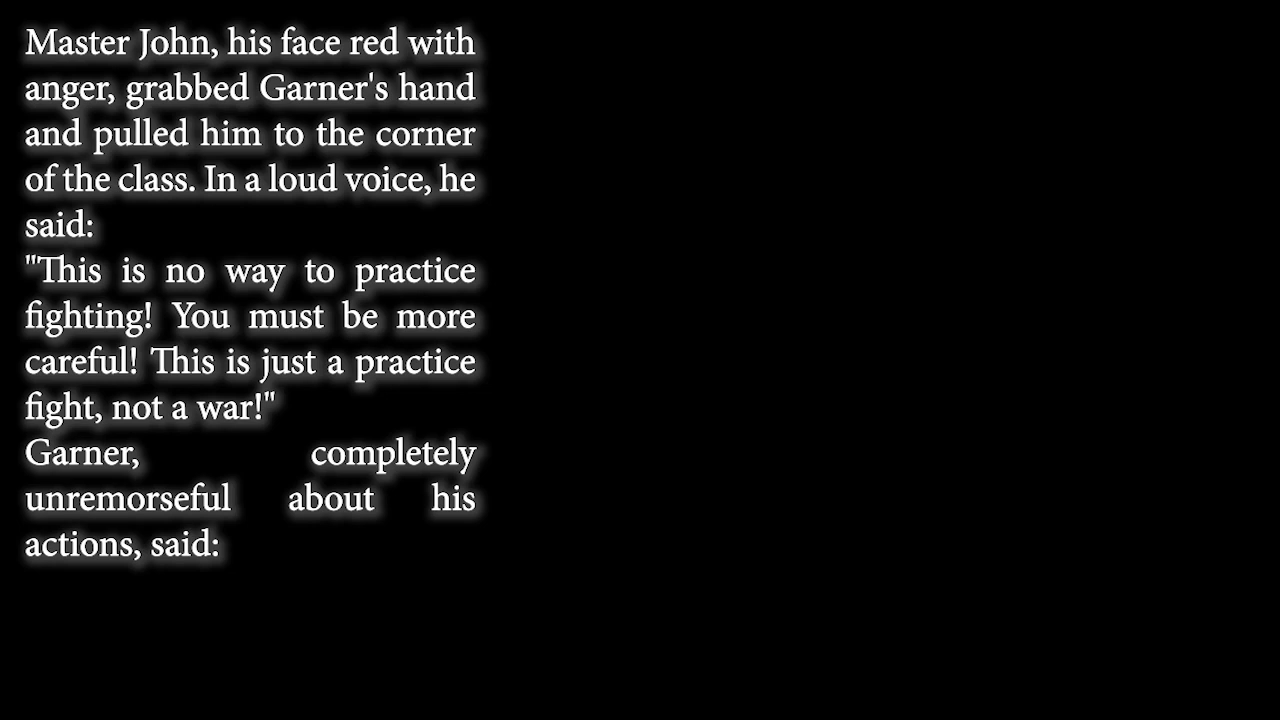 Master John, his face red with
anger, grabbed Garner's hand
and pulled him to the corner
of the class. In a loud voice, he
said:
"This is no way to practice
fighting! You must be more
careful! This is just a practice
fight, not a war!"
Garner, completely
unremorseful about his
actions, said: